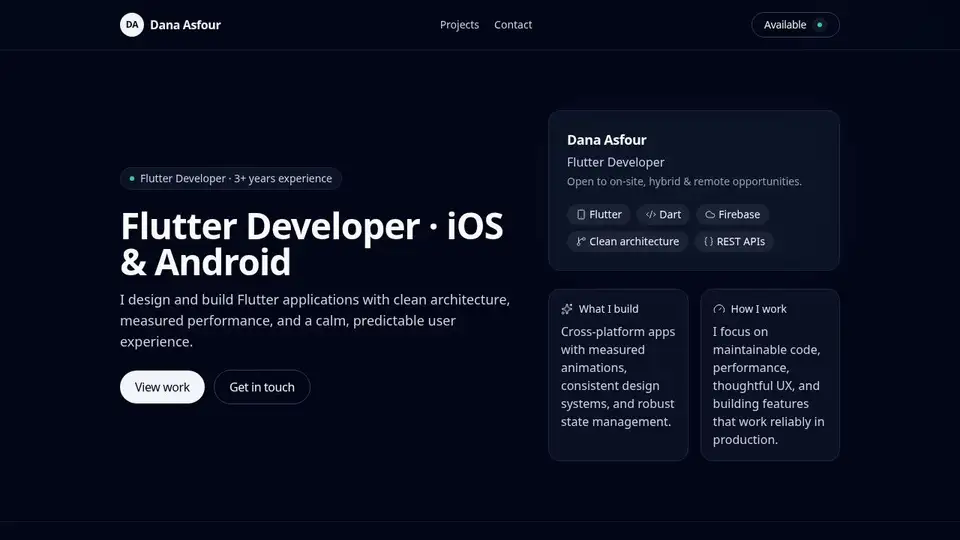 DA Dana Asfour
Projects Contact
Available
Flutter Developer · 3+ years experience
Flutter Developer · iOS
& Android
I design and build Flutter applications with clean architecture,
measured performance, and a calm, predictable user
experience.
View work Get in touch
Dana Asfour
Flutter Developer
Open to on-site, hybrid & remote opportunities.
Flutter Dart Firebase
Clean architecture REST APIs
What I build
Cross-platform apps
with measured
animations,
consistent design
systems, and robust
state management.
How I work
I focus on
maintainable code,
performance,
thoughtful UX, and
building features
that work reliably in
production.